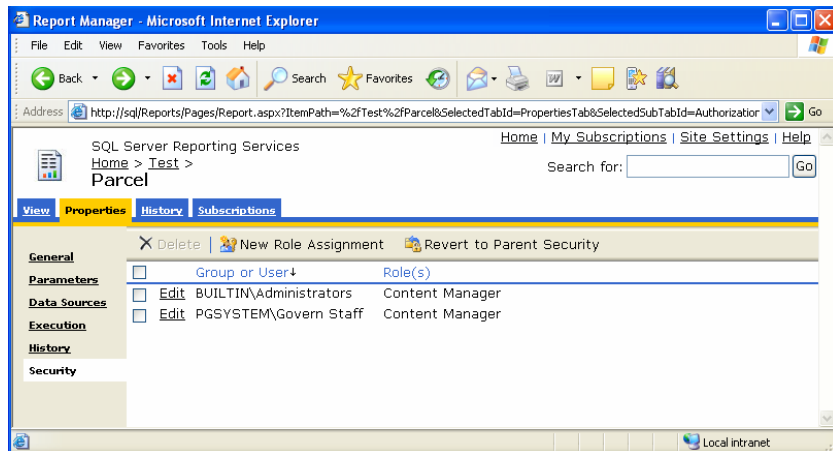 Report Manager - Microsoft Internet Explorer
File Edit View Favorites Tools Help
Back Search Favorites
Address http://sql/Reports/Pages/Report.aspx?ItemPath=%2fTest%2fParcel&SelectedTabId=PropertiesTab&SelectedSubTabId=Authorization Go
Home | My Subscriptions | Site Settings | Help
SQL Server Reporting Services
Home > Test >
Search for: Go
Parcel
View Properties History Subscriptions
Delete | New Role Assignment Revert to Parent Security
General
Group or User↓ Role(s)
Parameters
Edit BUILTIN\Administrators Content Manager
Data Sources
Edit PGSYSTEM\Govern Staff Content Manager
Execution
History
Security
Local intranet